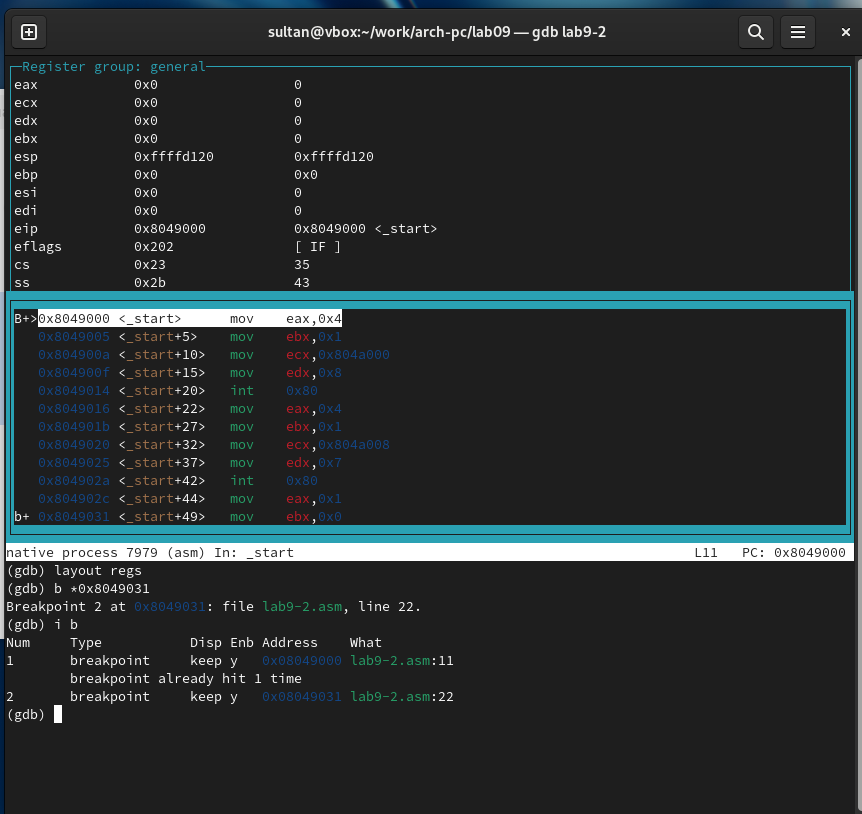 sultan@vbox:~/work/arch-pc/lab09 — gdb lab9-2
Register group: general
eax 0x0 0
ecx 0x0 0
edx 0x0 0
ebx 0x0 0
esp 0xffffd120 0xffffd120
ebp 0x0 0x0
esi 0x0 0
edi 0x0 0
eip 0x8049000 0x8049000 <_start>
eflags 0x202 [ IF ]
cs 0x23 35
ss 0x2b 43
B+>0x8049000 <_start> mov eax,0x4
0x8049005 <_start+5> mov ebx,0x1
0x804900a <_start+10> mov ecx,0x804a000
0x804900f <_start+15> mov edx,0x8
0x8049014 <_start+20> int 0x80
0x8049016 <_start+22> mov eax,0x4
0x804901b <_start+27> mov ebx,0x1
0x8049020 <_start+32> mov ecx,0x804a008
0x8049025 <_start+37> mov edx,0x7
0x804902a <_start+42> int 0x80
0x804902c <_start+44> mov eax,0x1
b+ 0x8049031 <_start+49> mov ebx,0x0
native process 7979 (asm) In: _start L11 PC: 0x8049000
(gdb) layout regs
(gdb) b *0x8049031
Breakpoint 2 at 0x8049031: file lab9-2.asm, line 22.
(gdb) i b
Num Type Disp Enb Address What
1 breakpoint keep y 0x08049000 lab9-2.asm:11
breakpoint already hit 1 time
2 breakpoint keep y 0x08049031 lab9-2.asm:22
(gdb)